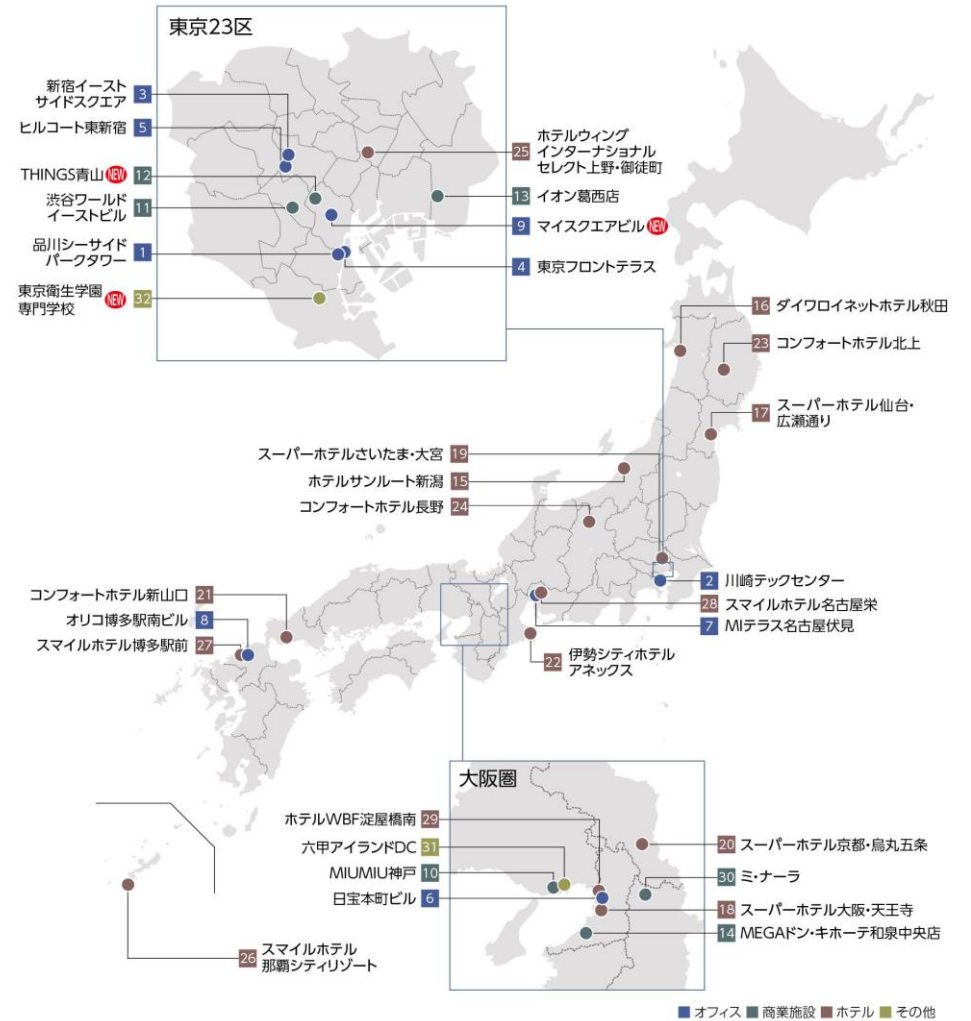 東京23区
新宿イースト
サイドスクエア 3
ヒルコート東新宿 5
THINGS青山 NEW 12
渋谷ワールド
イーストビル 11
品川シーサイド
パークタワー 1
東京衛生学園
専門学校 NEW 32
ホテルウィング
25 インターナショナル
セレクト上野・御徒町
13 イオン葛西店
9 マイスクエアビル NEW
4 東京フロントテラス
16 ダイワロイネットホテル秋田
23 コンフォートホテル北上
17 スーパーホテル仙台・
広瀬通り
スーパーホテルさいたま・大宮 19
ホテルサンルート新潟 15
コンフォートホテル長野 24
2 川崎テックセンター
28 スマイルホテル名古屋栄
7 MIテラス名古屋伏見
22 伊勢シティホテル
アネックス
コンフォートホテル新山口 21
オリコ博多駅南ビル 8
スマイルホテル博多駅前 27
大阪圏
ホテルWBF淀屋橋南 29
六甲アイランドDC 31
MIUMIU神戸 10
日宝本町ビル 6
20 スーパーホテル京都・烏丸五条
30 ミ・ナーラ
18 スーパーホテル大阪・天王寺
14 MEGAドン・キホーテ和泉中央店
26 スマイルホテル
那覇シティリゾート
オフィス 商業施設 ホテル その他